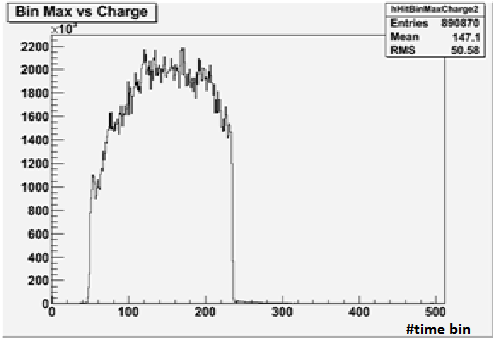 Bin Max vs Charge
hHitBinMaxCharge2
Entries 890870
Mean 147.1
RMS 50.58
×10³
2200
2000
1800
1600
1400
1200
1000
800
600
400
200
0
0 100 200 300 400 500
#time bin